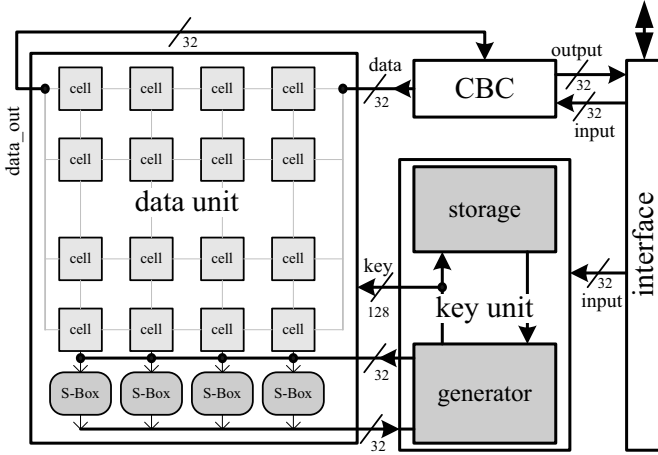 32
data
output
cell cell cell cell
32
CBC
32
32
input
data_out
cell cell cell cell
data unit
storage
interface
cell cell cell cell
key
128
key unit
32
input
cell cell cell cell
32
S-Box S-Box S-Box S-Box
generator
32